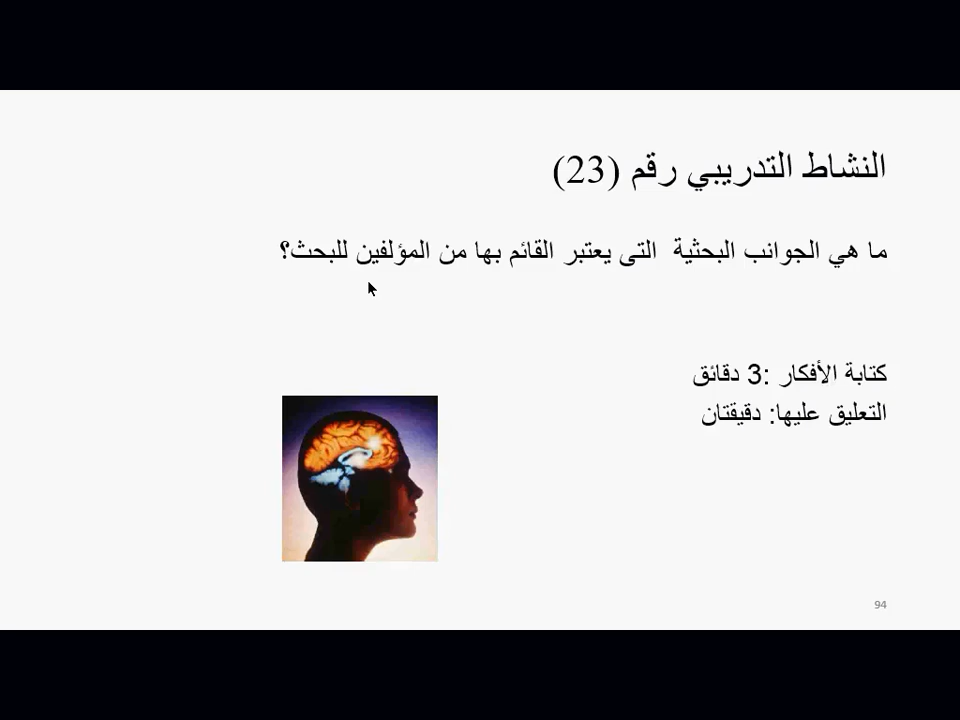 النشاط التدريبي رقم (23)
ما هي الجوانب البحثية التى يعتبر القائم بها من المؤلفين للبحث؟
كتابة الأفكار :3 دقائق
التعليق عليها: دقيقتان
94